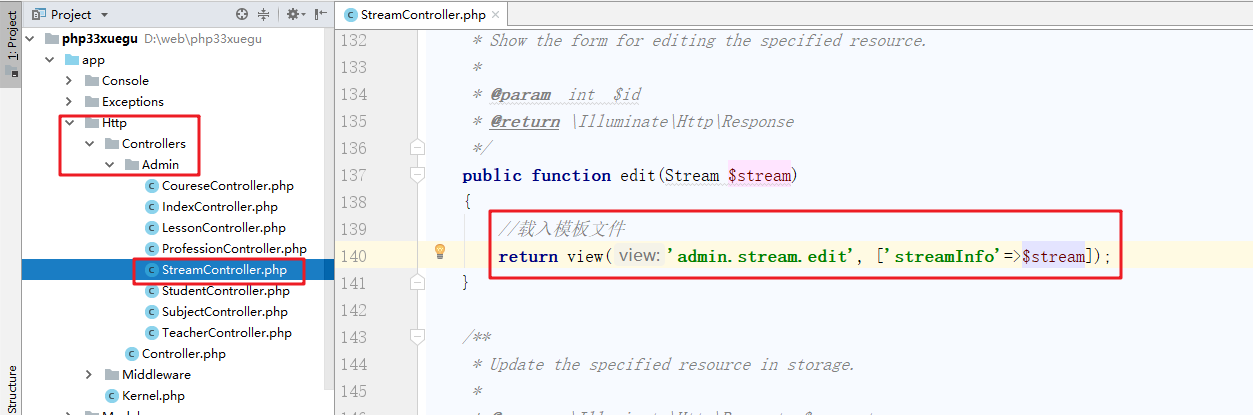 1: Project
Structure
Project
php33xuegu D:\web\php33xuegu
app
Console
Exceptions
Http
Controllers
Admin
CoureseController.php
IndexController.php
LessonController.php
ProfessionController.php
StreamController.php
StudentController.php
SubjectController.php
TeacherController.php
Controller.php
Middleware
Kernel.php
StreamController.php
132 * Show the form for editing the specified resource.
133 *
134 * @param int $id
135 * @return \Illuminate\Http\Response
136 */
137 public function edit(Stream $stream)
138 {
139 //载入模板文件
140 return view( view: 'admin.stream.edit', ['streamInfo'=>$stream]);
141 }
142
143 /**
144 * Update the specified resource in storage.
145 *